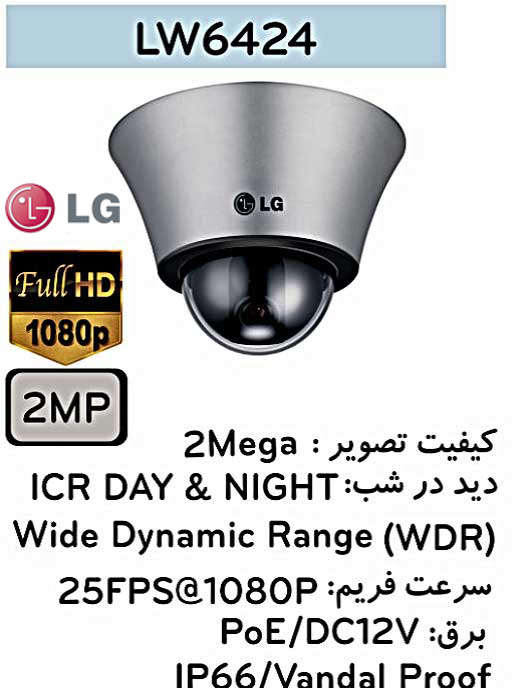 LW6424
LG
LG
Full HD
1080p
2MP
کیفیت تصویر : 2Mega
دید در شب: ICR DAY & NIGHT
Wide Dynamic Range (WDR)
سرعت فریم: 25FPS@1080P
برق: PoE/DC12V
IP66/Vandal Proof